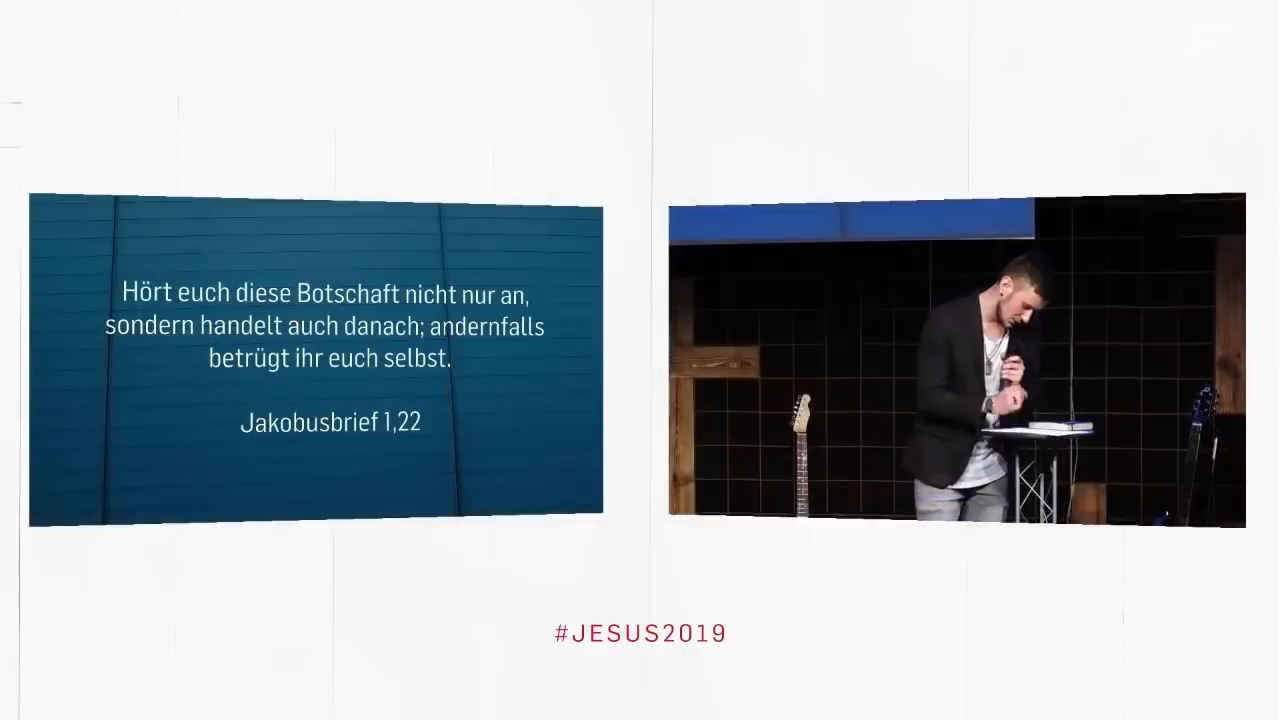 Hört euch diese Botschaft nicht nur an,
sondern handelt auch danach; andernfalls
betrügt ihr euch selbst.
Jakobusbrief 1,22
#JESUS2019